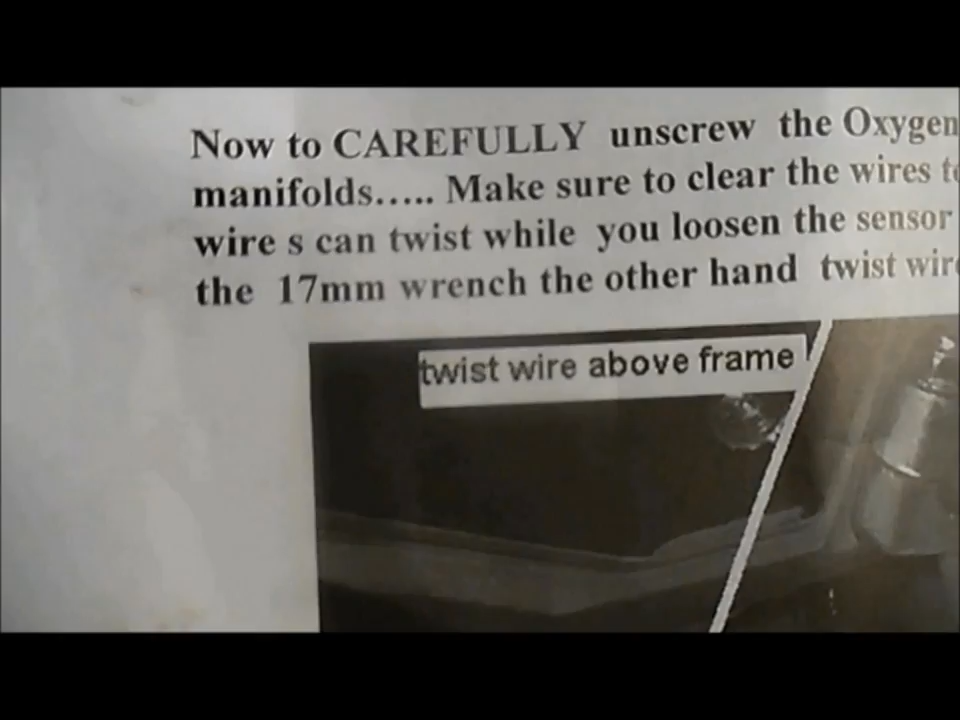 Now to CAREFULLY unscrew the Oxygen
manifolds..... Make sure to clear the wires
wire s can twist while you loosen the sensor
the 17mm wrench the other hand twist
twist wire above frame